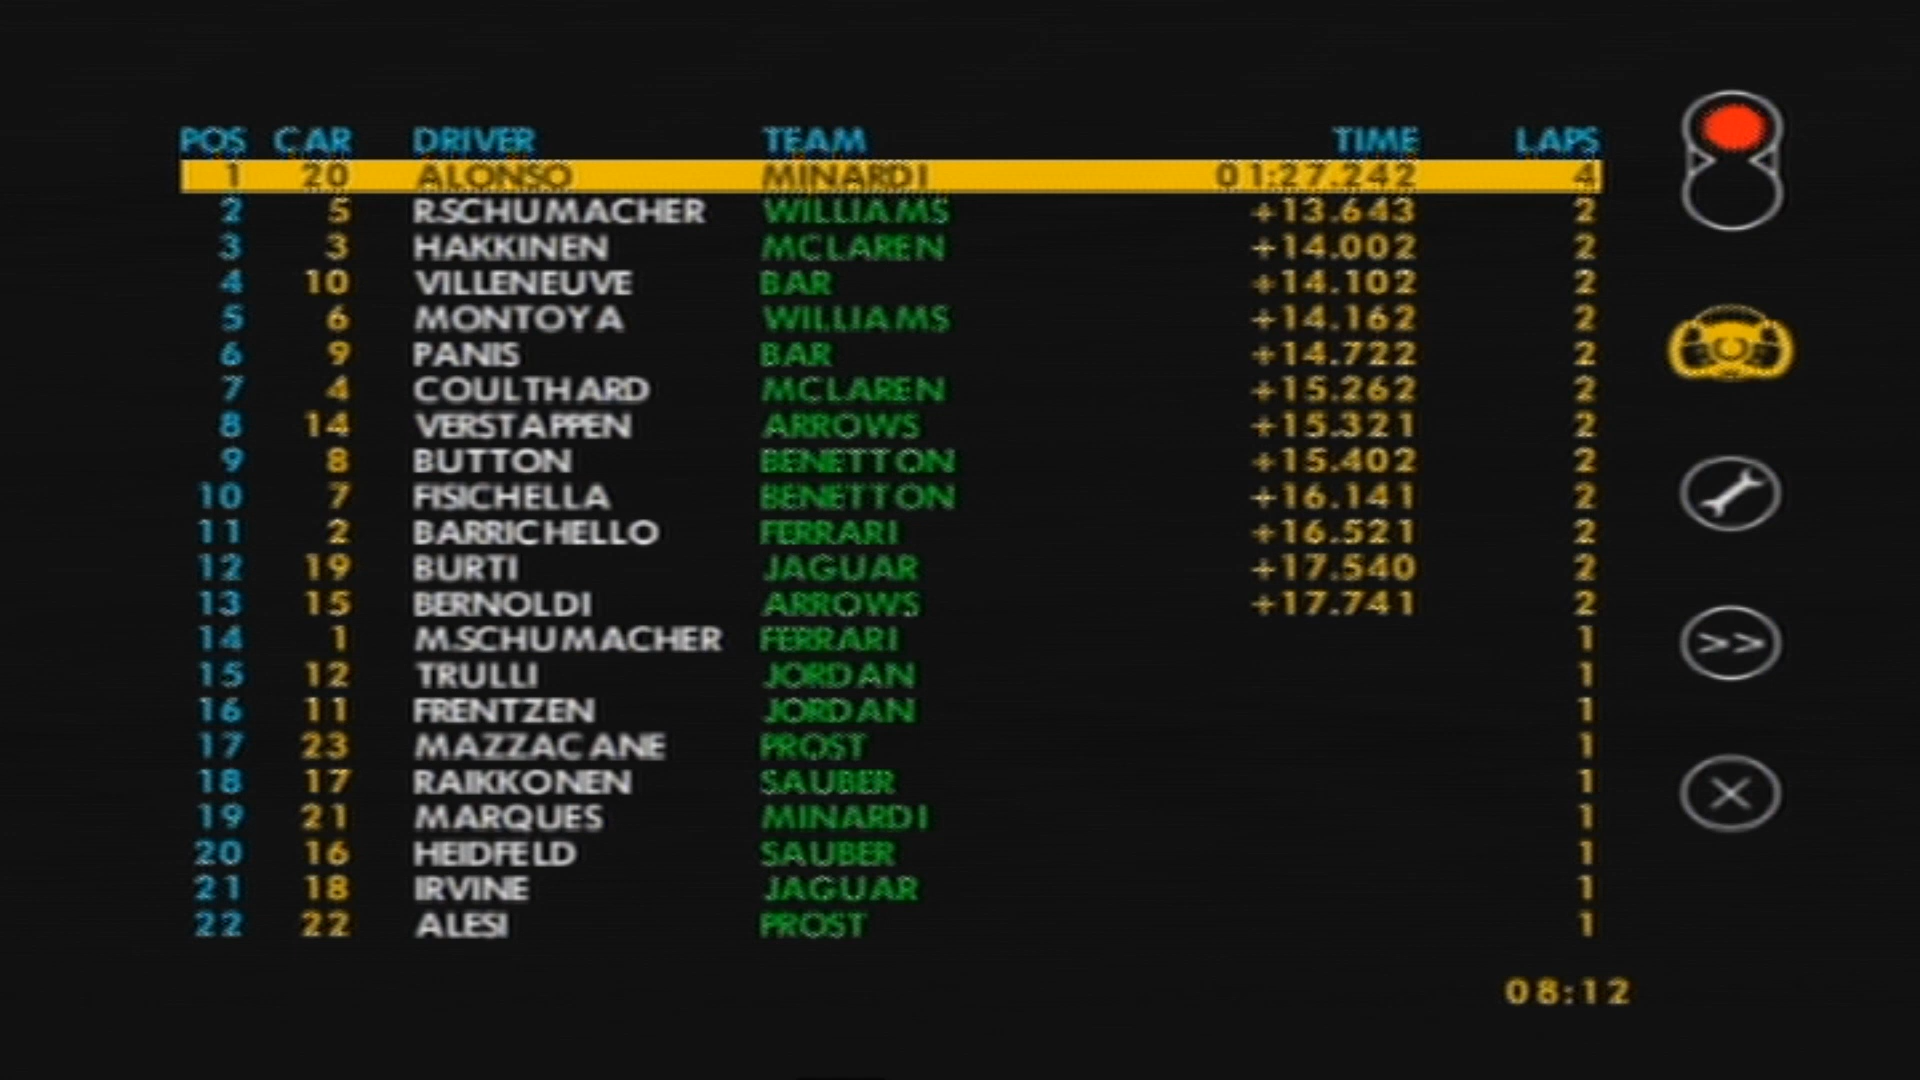 POS CAR DRIVER TEAM TIME LAPS
1 20 ALONSO MINARDI 01:27.242 4
2 5 R.SCHUMACHER WILLIAMS +13.643 2
3 3 HAKKINEN MCLAREN +14.002 2
4 10 VILLENEUVE BAR +14.102 2
5 6 MONTOYA WILLIAMS +14.162 2
6 9 PANIS BAR +14.722 2
7 4 COULTHARD MCLAREN +15.262 2
8 14 VERSTAPPEN ARROWS +15.321 2
9 8 BUTTON BENETTON +15.402 2
10 7 FISICHELLA BENETTON +16.141 2
11 2 BARRICHELLO FERRARI +16.521 2
12 19 BURTI JAGUAR +17.540 2
13 15 BERNOLDI ARROWS +17.741 2
14 1 M.SCHUMACHER FERRARI 1
15 12 TRULLI JORDAN 1
16 11 FRENTZEN JORDAN 1
17 23 MAZZACANE PROST 1
18 17 RAIKKONEN SAUBER 1
19 21 MARQUES MINARDI 1
20 16 HEIDFELD SAUBER 1
21 18 IRVINE JAGUAR 1
22 22 ALESI PROST 1
>>
08:12